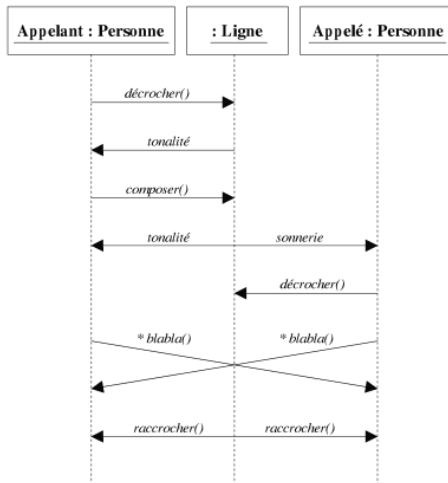 Appelant : Personne
: Ligne
Appelé : Personne
décrocher()
tonalité
composer()
tonalité
sonnerie
décrocher()
* blabla()
* blabla()
raccrocher()
raccrocher()